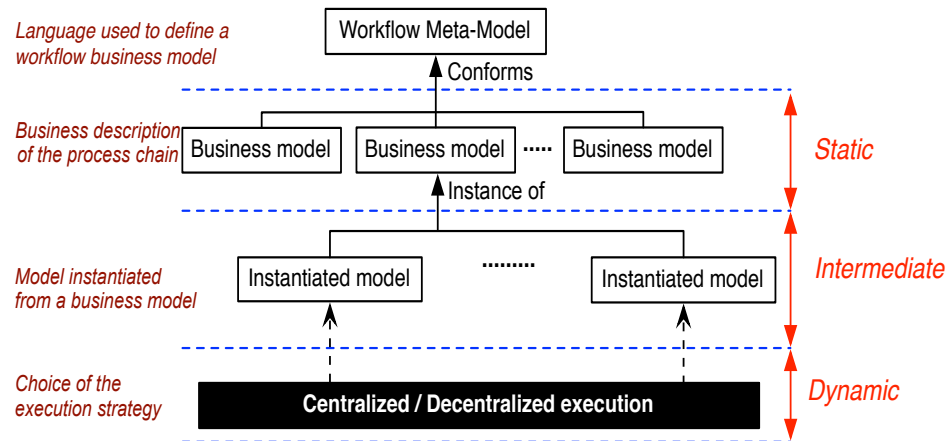 Language used to define a
workflow business model
Workflow Meta-Model
Conforms
Business description
of the process chain
Business model
Business model
.....
Business model
Static
Instance of
Model instantiated
from a business model
Instantiated model
.........
Instantiated model
Intermediate
Choice of the
execution strategy
Centralized / Decentralized execution
Dynamic